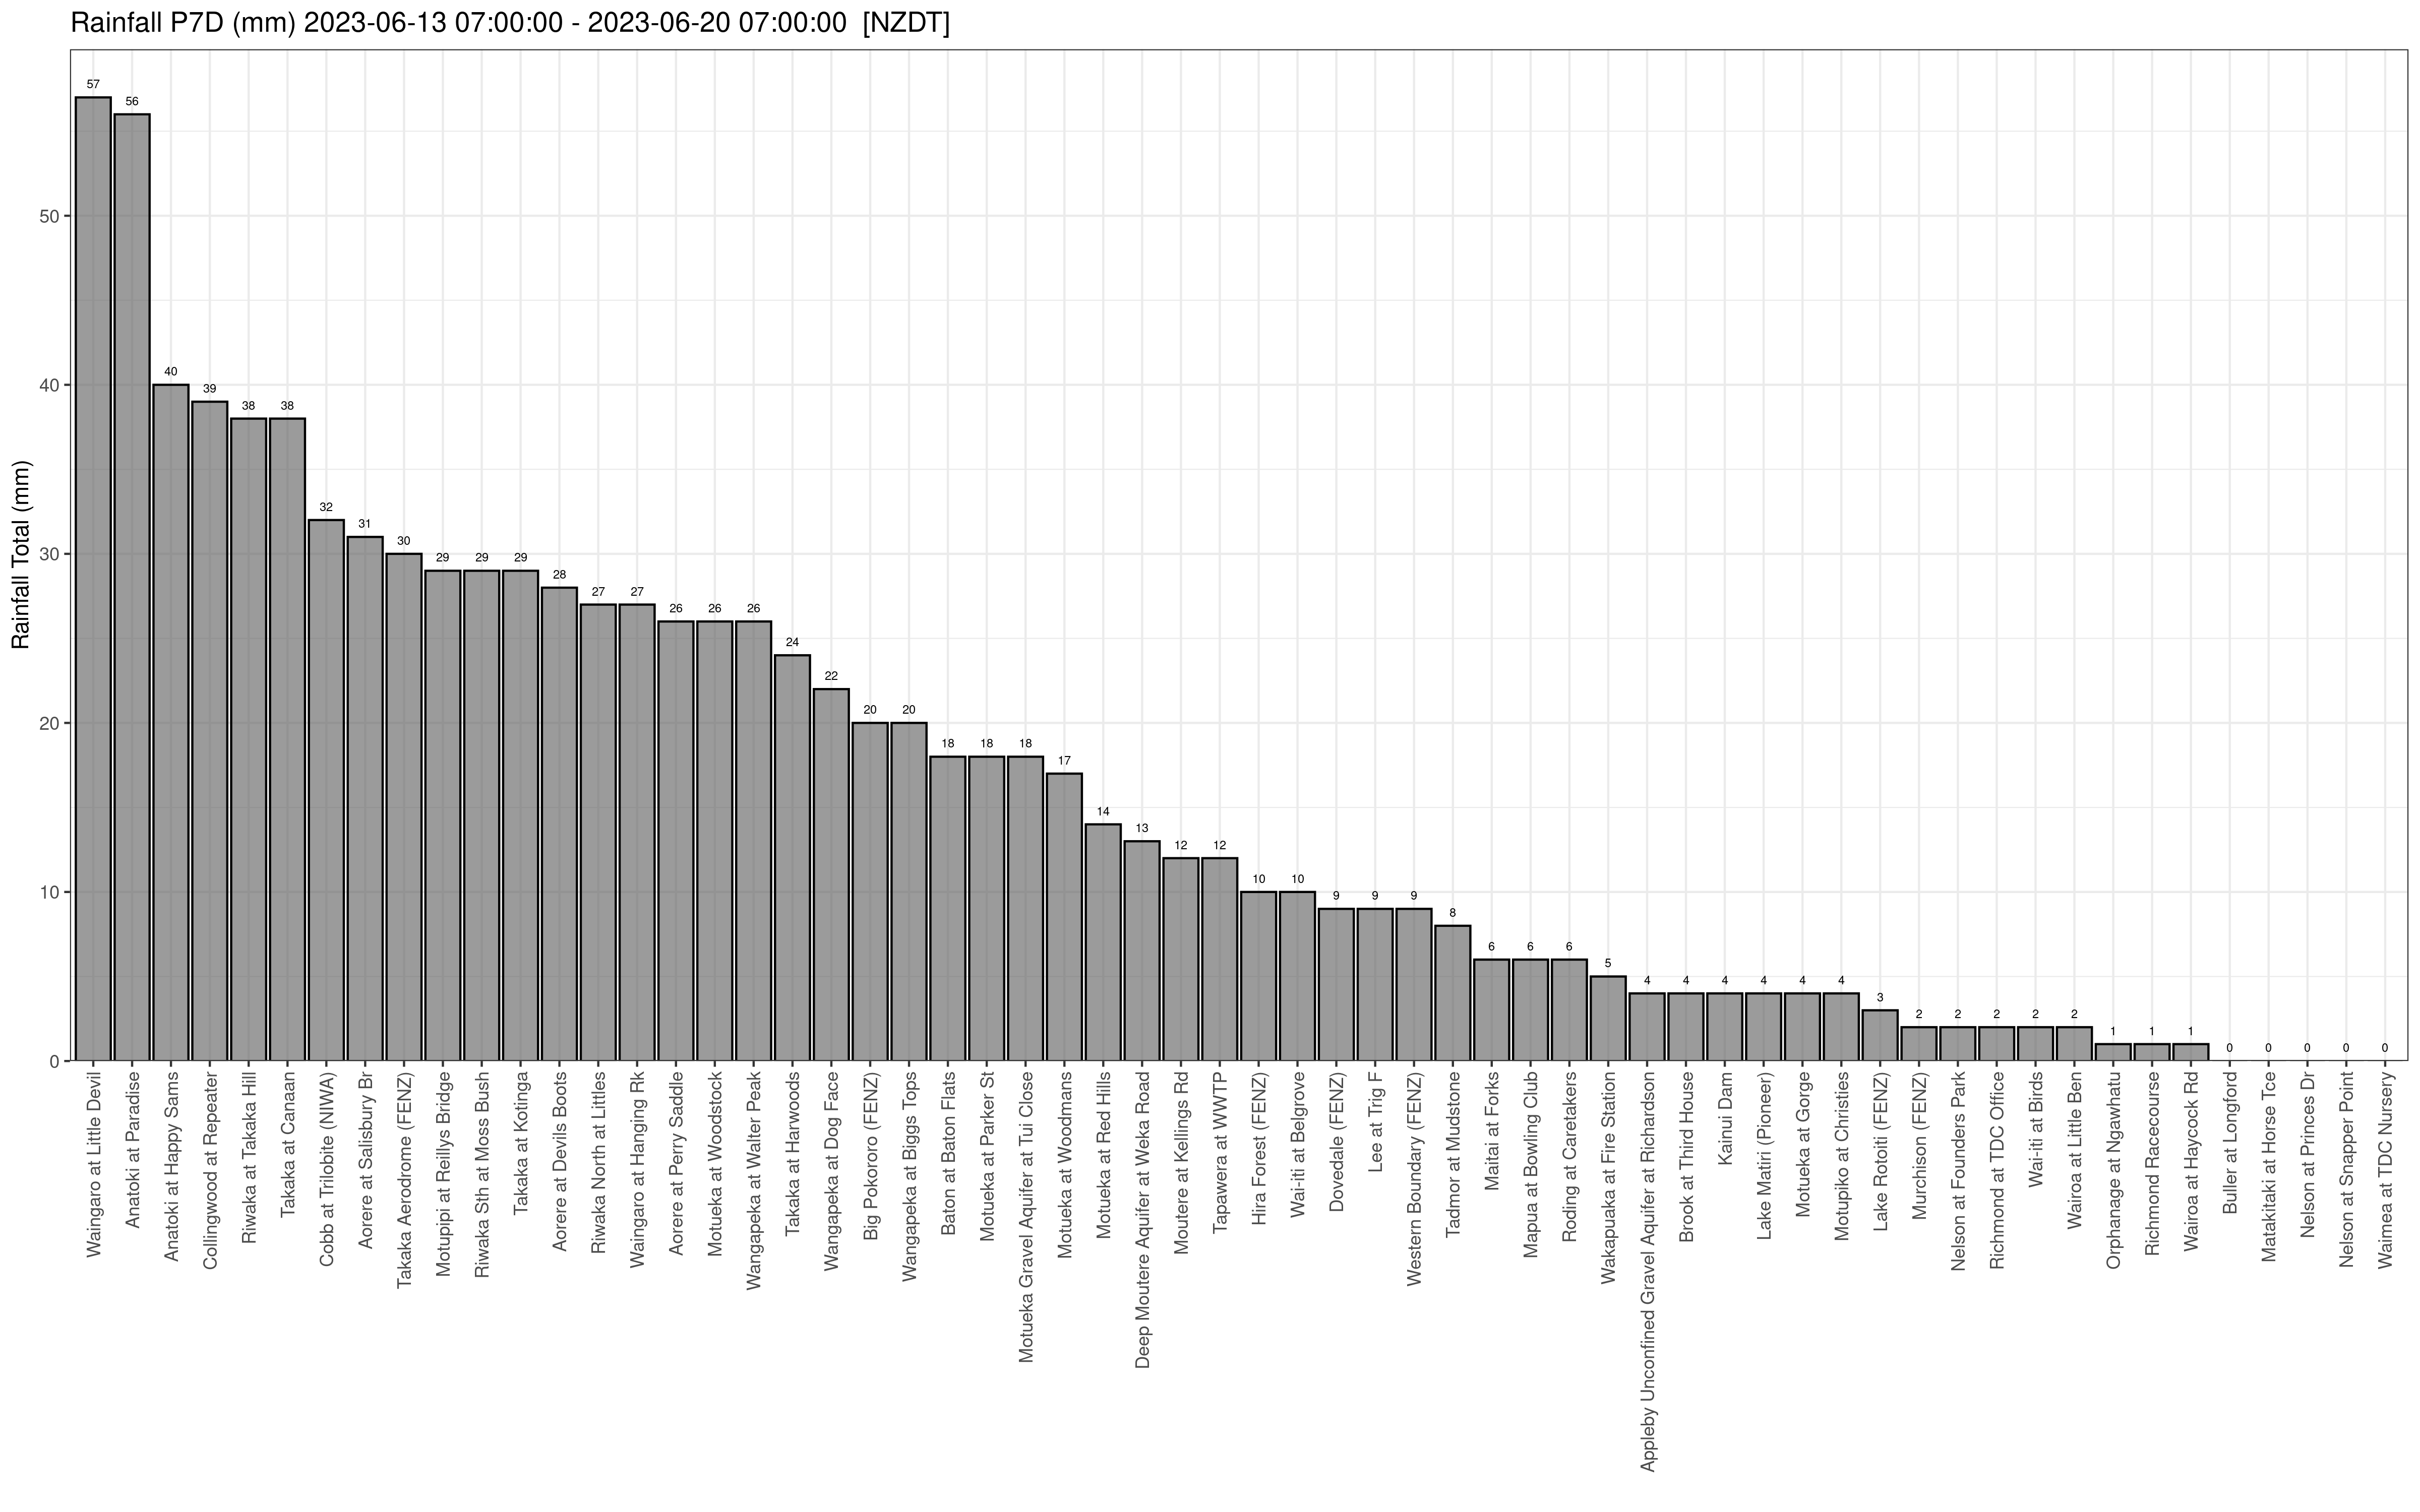 Rainfall P7D (mm) 2023-06-13 07:00:00 - 2023-06-20 07:00:00 [NZDT]
Rainfall Total (mm)
50
40
30
20
10
0
57
56
40
39
38
38
32
31
30
29
29
29
28
27
27
26
26
26
24
22
20
20
18
18
18
17
14
13
12
12
10
10
9
9
9
8
6
6
6
5
4
4
4
4
4
4
3
2
2
2
2
2
1
1
1
0
0
0
0
0
Waingaro at Little Devil
Anatoki at Paradise
Anatoki at Happy Sams
Collingwood at Repeater
Riwaka at Takaka Hill
Takaka at Canaan
Cobb at Trilobite (NIWA)
Aorere at Salisbury Br
Takaka Aerodrome (FENZ)
Motupipi at Reillys Bridge
Riwaka Sth at Moss Bush
Takaka at Kotinga
Aorere at Devils Boots
Riwaka North at Littles
Waingaro at Hanging Rk
Aorere at Perry Saddle
Motueka at Woodstock
Wangapeka at Walter Peak
Takaka at Harwoods
Wangapeka at Dog Face
Big Pokororo (FENZ)
Wangapeka at Biggs Tops
Baton at Baton Flats
Motueka at Parker St
Motueka Gravel Aquifer at Tui Close
Motueka at Woodmans
Motueka at Red Hills
Deep Moutere Aquifer at Weka Road
Moutere at Kellings Rd
Tapawera at WWTP
Hira Forest (FENZ)
Wai-iti at Belgrove
Dovedale (FENZ)
Lee at Trig F
Western Boundary (FENZ)
Tadmor at Mudstone
Maitai at Forks
Mapua at Bowling Club
Roding at Caretakers
Wakapuaka at Fire Station
Appleby Unconfined Gravel Aquifer at Richardson
Brook at Third House
Kainui Dam
Lake Matiri (Pioneer)
Motueka at Gorge
Motupiko at Christies
Lake Rotoiti (FENZ)
Murchison (FENZ)
Nelson at Founders Park
Richmond at TDC Office
Wai-iti at Birds
Wairoa at Little Ben
Orphanage at Ngawhatu
Richmond Racecourse
Wairoa at Haycock Rd
Buller at Longford
Matakitaki at Horse Tce
Nelson at Princes Dr
Nelson at Snapper Point
Waimea at TDC Nursery